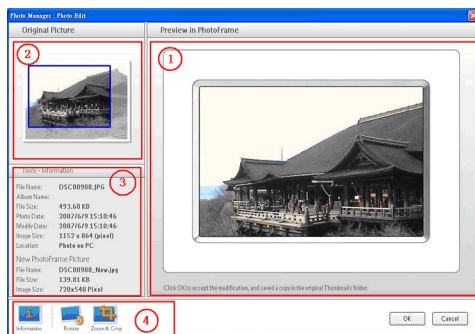 Photo Manager : Photo Edit
Original Picture
Preview in PhotoFrame
2
1
Tools - Information
3
File Name: DSC00908.JPG
Album Name:
File Size: 493.60 KB
Photo Date: 2007/6/9 15:10:46
Modify Date: 2007/6/9 15:10:46
Image Size: 1152 x 864 (pixel)
Location: Photo on PC
New PhotoFrame Picture
File Name: DSC00908_New.jpg
File Size: 139.81 KB
Image Size: 720x540 Pixel
Click OK to accept the modification, and saved a copy in the original Thumbnails folder.
Information
Rotate
Zoom & Crop
4
OK
Cancel